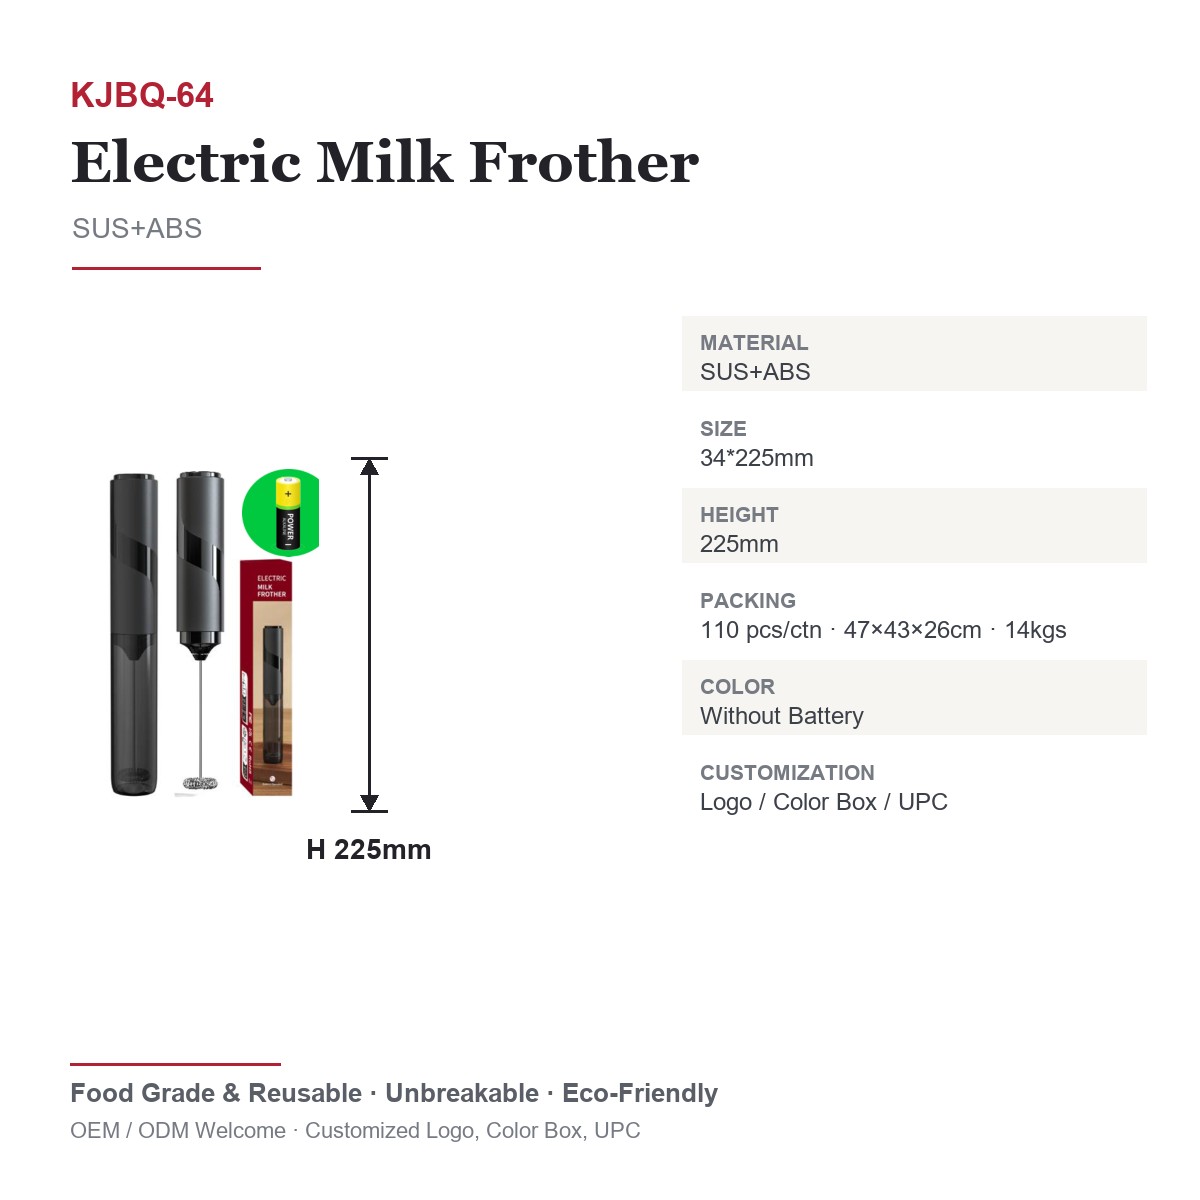 KJBQ-64
Electric Milk Frother
SUS+ABS
MATERIAL
SUS+ABS
SIZE
34*225mm
HEIGHT
225mm
PACKING
110 pcs/ctn · 47×43×26cm · 14kgs
COLOR
Without Battery
CUSTOMIZATION
Logo / Color Box / UPC
+
POWER
ELECTRIC
MILK
FROTHER
H 225mm
Food Grade & Reusable · Unbreakable · Eco-Friendly
OEM / ODM Welcome · Customized Logo, Color Box, UPC